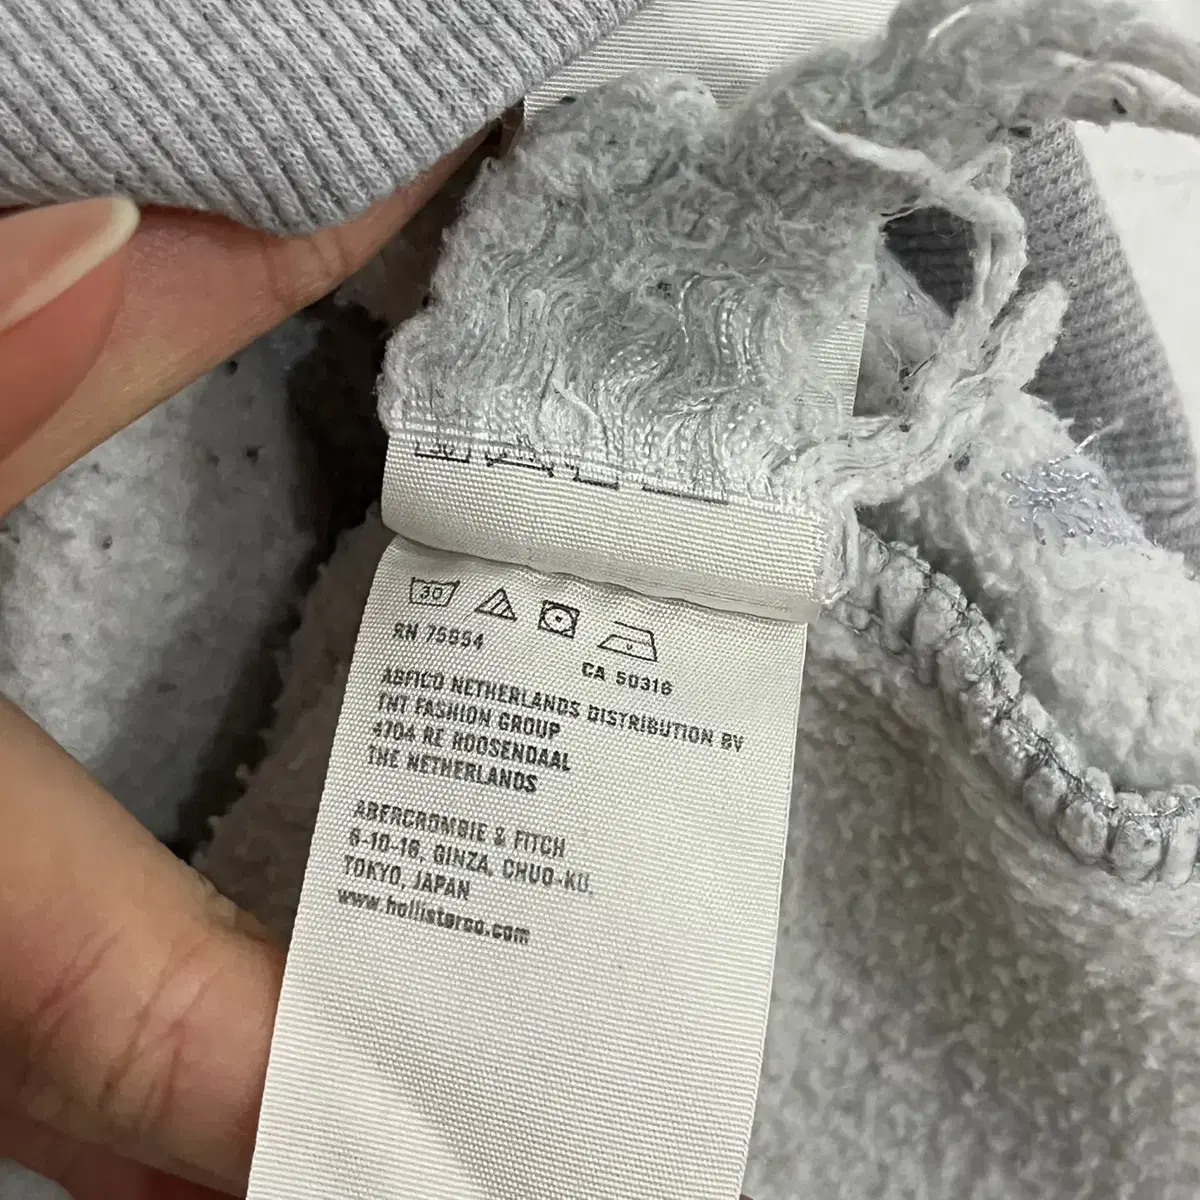 30
RN 75654
CA 50316
ABFICO NETHERLANDS DISTRIBUTION BV
TNT FASHION GROUP
4704 RE ROOSENDAAL
THE NETHERLANDS
ABERCROMBIE & FITCH
6-10-16, GINZA, CHUO-KU,
TOKYO, JAPAN
www.hollisterco.com